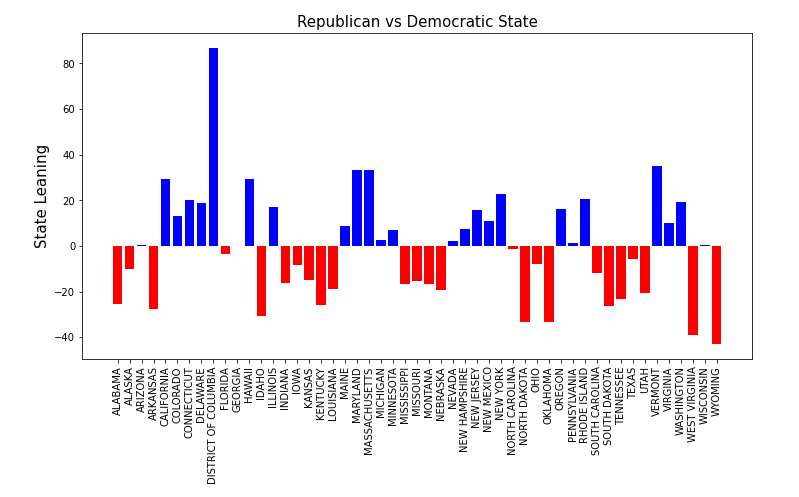 Republican vs Democratic State
State Leaning
80
60
40
20
0
−20
−40
ALABAMA
ALASKA
ARIZONA
ARKANSAS
CALIFORNIA
COLORADO
CONNECTICUT
DELAWARE
DISTRICT OF COLUMBIA
FLORIDA
GEORGIA
HAWAII
IDAHO
ILLINOIS
INDIANA
IOWA
KANSAS
KENTUCKY
LOUISIANA
MAINE
MARYLAND
MASSACHUSETTS
MICHIGAN
MINNESOTA
MISSISSIPPI
MISSOURI
MONTANA
NEBRASKA
NEVADA
NEW HAMPSHIRE
NEW JERSEY
NEW MEXICO
NEW YORK
NORTH CAROLINA
NORTH DAKOTA
OHIO
OKLAHOMA
OREGON
PENNSYLVANIA
RHODE ISLAND
SOUTH CAROLINA
SOUTH DAKOTA
TENNESSEE
TEXAS
UTAH
VERMONT
VIRGINIA
WASHINGTON
WEST VIRGINIA
WISCONSIN
WYOMING